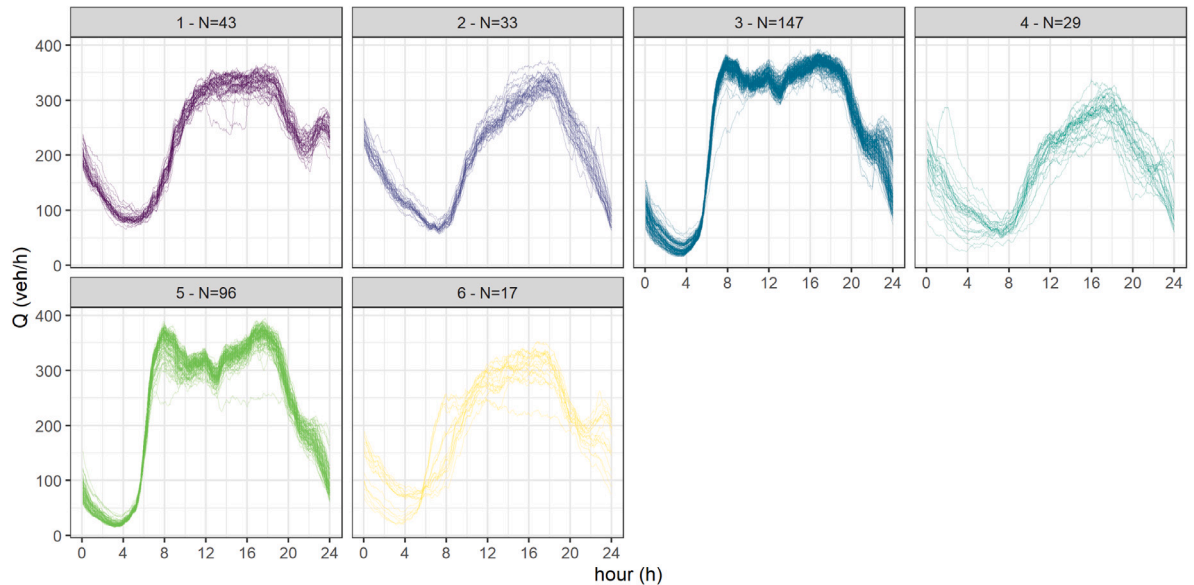 1 - N=43
2 - N=33
3 - N=147
4 - N=29
400
300
200
100
0
0 4 8 12 16 20 24
0 4 8 12 16 20 24
5 - N=96
6 - N=17
400
300
200
100
0
0 4 8 12 16 20 24
0 4 8 12 16 20 24
Q (veh/h)
hour (h)